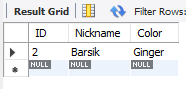 Result Grid Filter Rows:
ID Nickname Color
2 Barsik Ginger
NULL NULL NULL